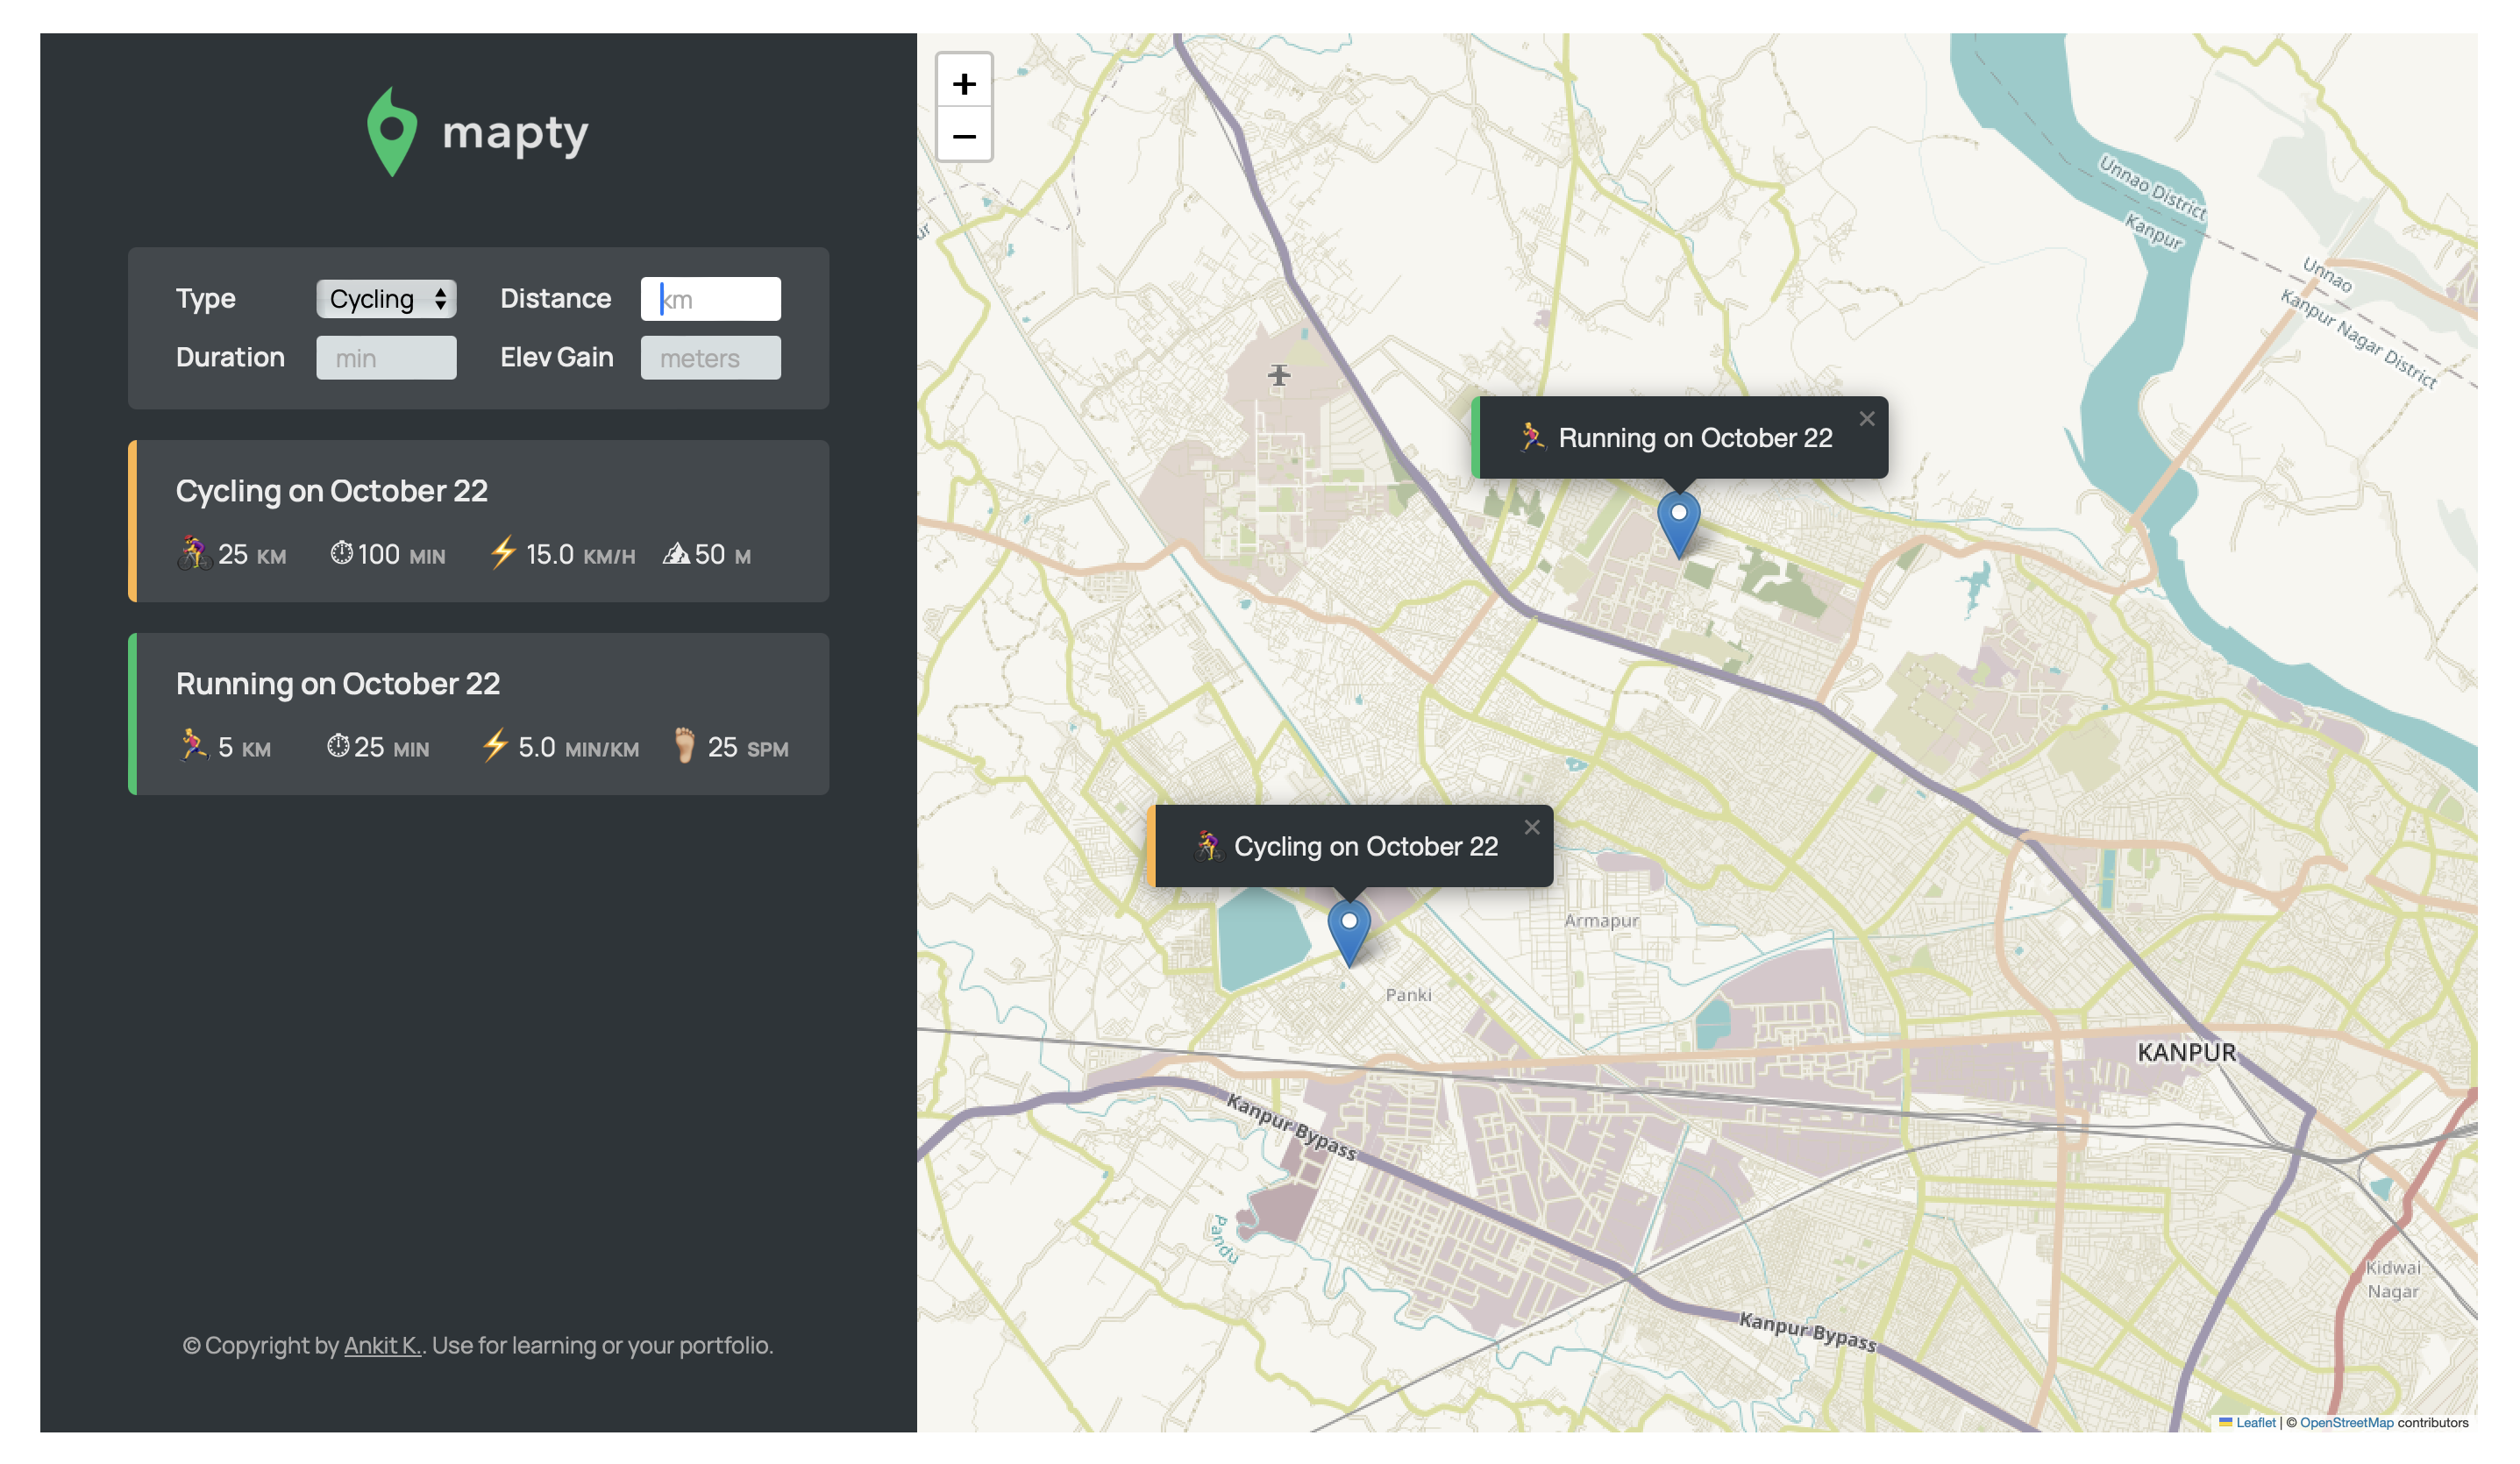 mapty
Type Cycling Distance km
Duration min Elev Gain meters
Cycling on October 22
25 KM 100 MIN 15.0 KM/H 50 M
Running on October 22
5 KM 25 MIN 5.0 MIN/KM 25 SPM
© Copyright by Ankit K.. Use for learning or your portfolio.
+
−
Unnao District
Kanpur
Unnao
Kanpur Nagar District
× Running on October 22
× Cycling on October 22
Armapur
Panki
KANPUR
Kanpur Bypass
Pandu
Kidwai
Nagar
Kanpur Bypass
Leaflet | © OpenStreetMap contributors